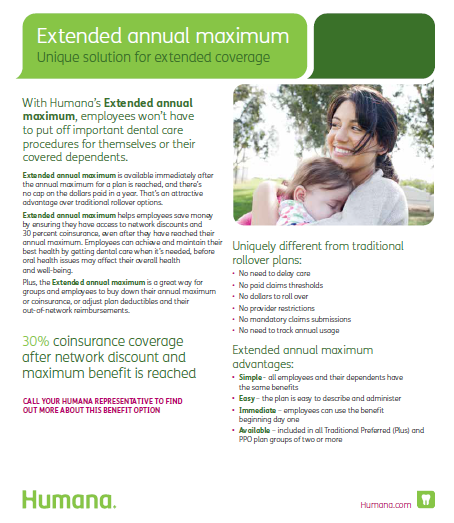 Extended annual maximum
Unique solution for extended coverage
With Humana's Extended annual
maximum, employees won't have
to put off important dental care
procedures for themselves or their
covered dependents.
Extended annual maximum is available immediately after
the annual maximum for a plan is reached, and there's
no cap on the dollars paid in a year. That's an attractive
advantage over traditional rollover options.
Extended annual maximum helps employees save money
by ensuring they have access to network discounts and
30 percent coinsurance, even after they have reached their
annual maximum. Employees can achieve and maintain their
best health by getting dental care when it's needed, before
oral health issues may affect their overall health
and well-being.
Plus, the Extended annual maximum is a great way for
groups and employees to buy down their annual maximum
or coinsurance, or adjust plan deductibles and their
out-of-network reimbursements.
30% coinsurance coverage
after network discount and
maximum benefit is reached
CALL YOUR HUMANA REPRESENTATIVE TO FIND
OUT MORE ABOUT THIS BENEFIT OPTION
Uniquely different from traditional
rollover plans:
• No need to delay care
• No paid claims thresholds
• No dollars to roll over
• No provider restrictions
• No mandatory claims submissions
• No need to track annual usage
Extended annual maximum
advantages:
• Simple – all employees and their dependents have
the same benefits
• Easy – the plan is easy to describe and administer
• Immediate – employees can use the benefit
beginning day one
• Available – included in all Traditional Preferred (Plus) and
PPO plan groups of two or more
Humana.
Humana.com